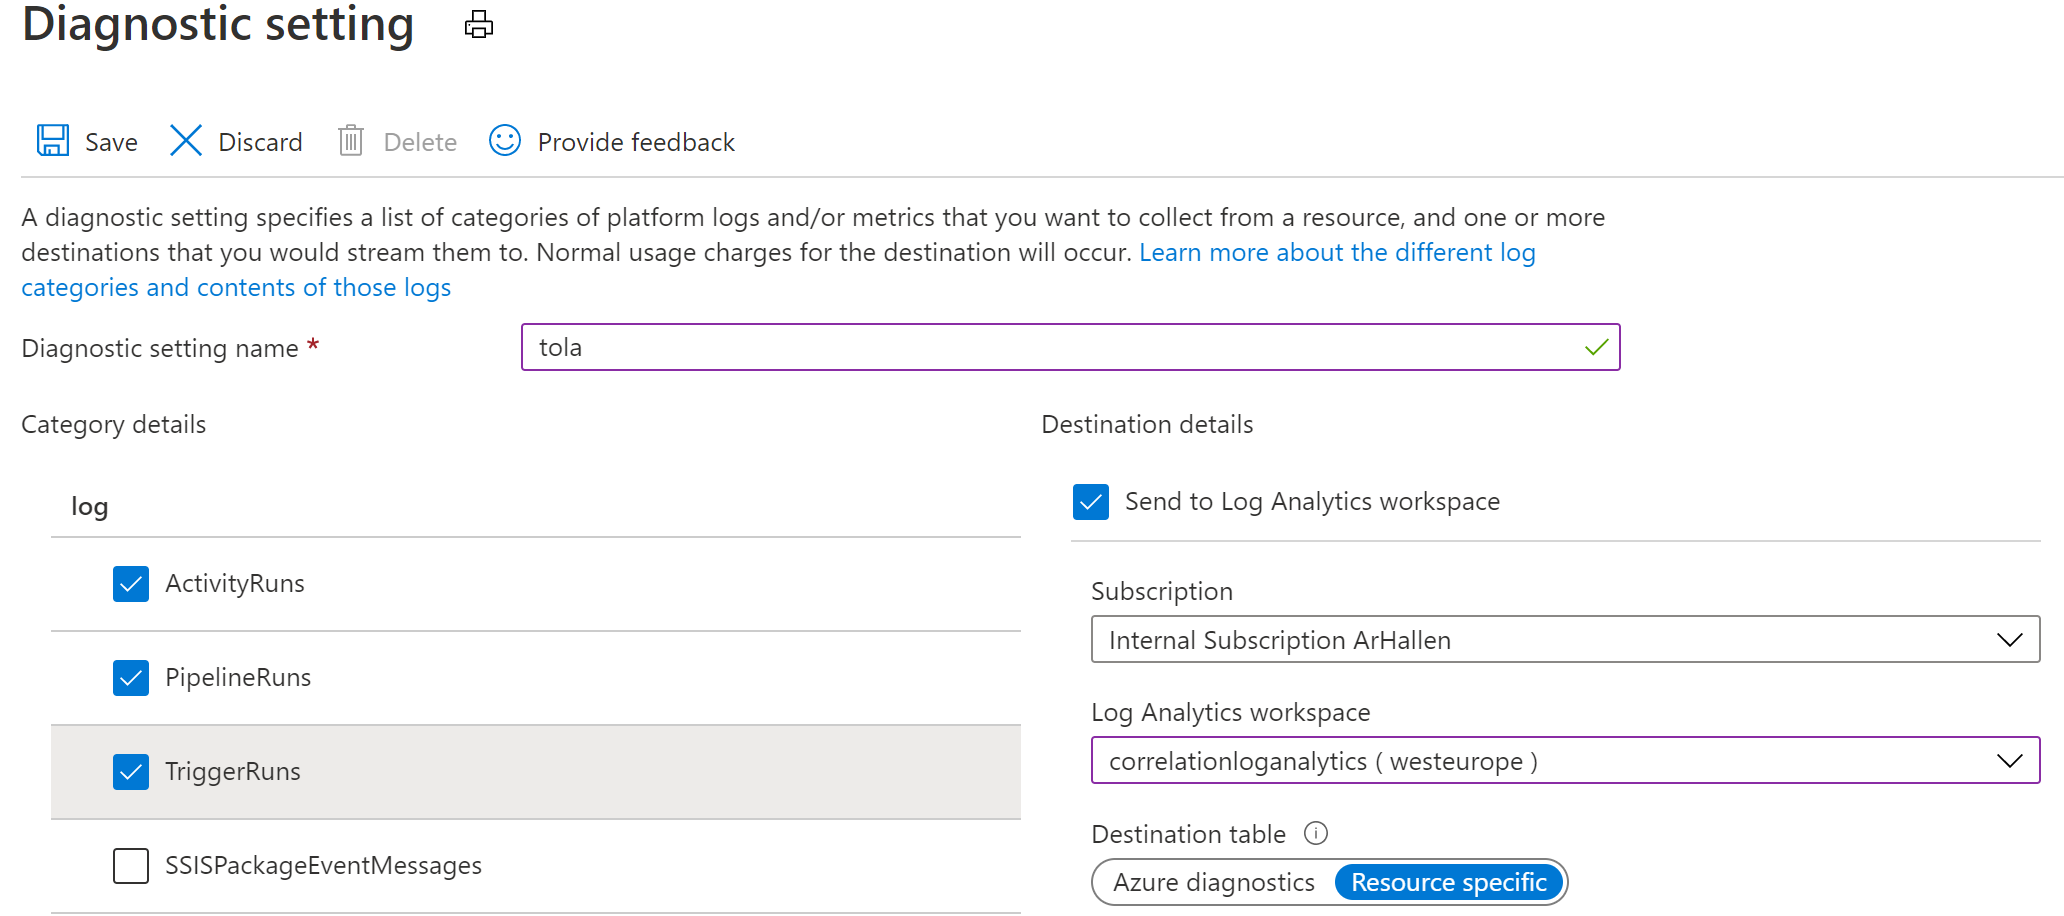 Diagnostic setting
Save
Discard
Delete
Provide feedback
A diagnostic setting specifies a list of categories of platform logs and/or metrics that you want to collect from a resource, and one or more
destinations that you would stream them to. Normal usage charges for the destination will occur. Learn more about the different log
categories and contents of those logs
Diagnostic setting name *
tola
Category details
log
ActivityRuns
PipelineRuns
TriggerRuns
SSISPackageEventMessages
Destination details
Send to Log Analytics workspace
Subscription
Internal Subscription ArHallen
Log Analytics workspace
correlationloganalytics ( westeurope )
Destination table
Azure diagnostics
Resource specific